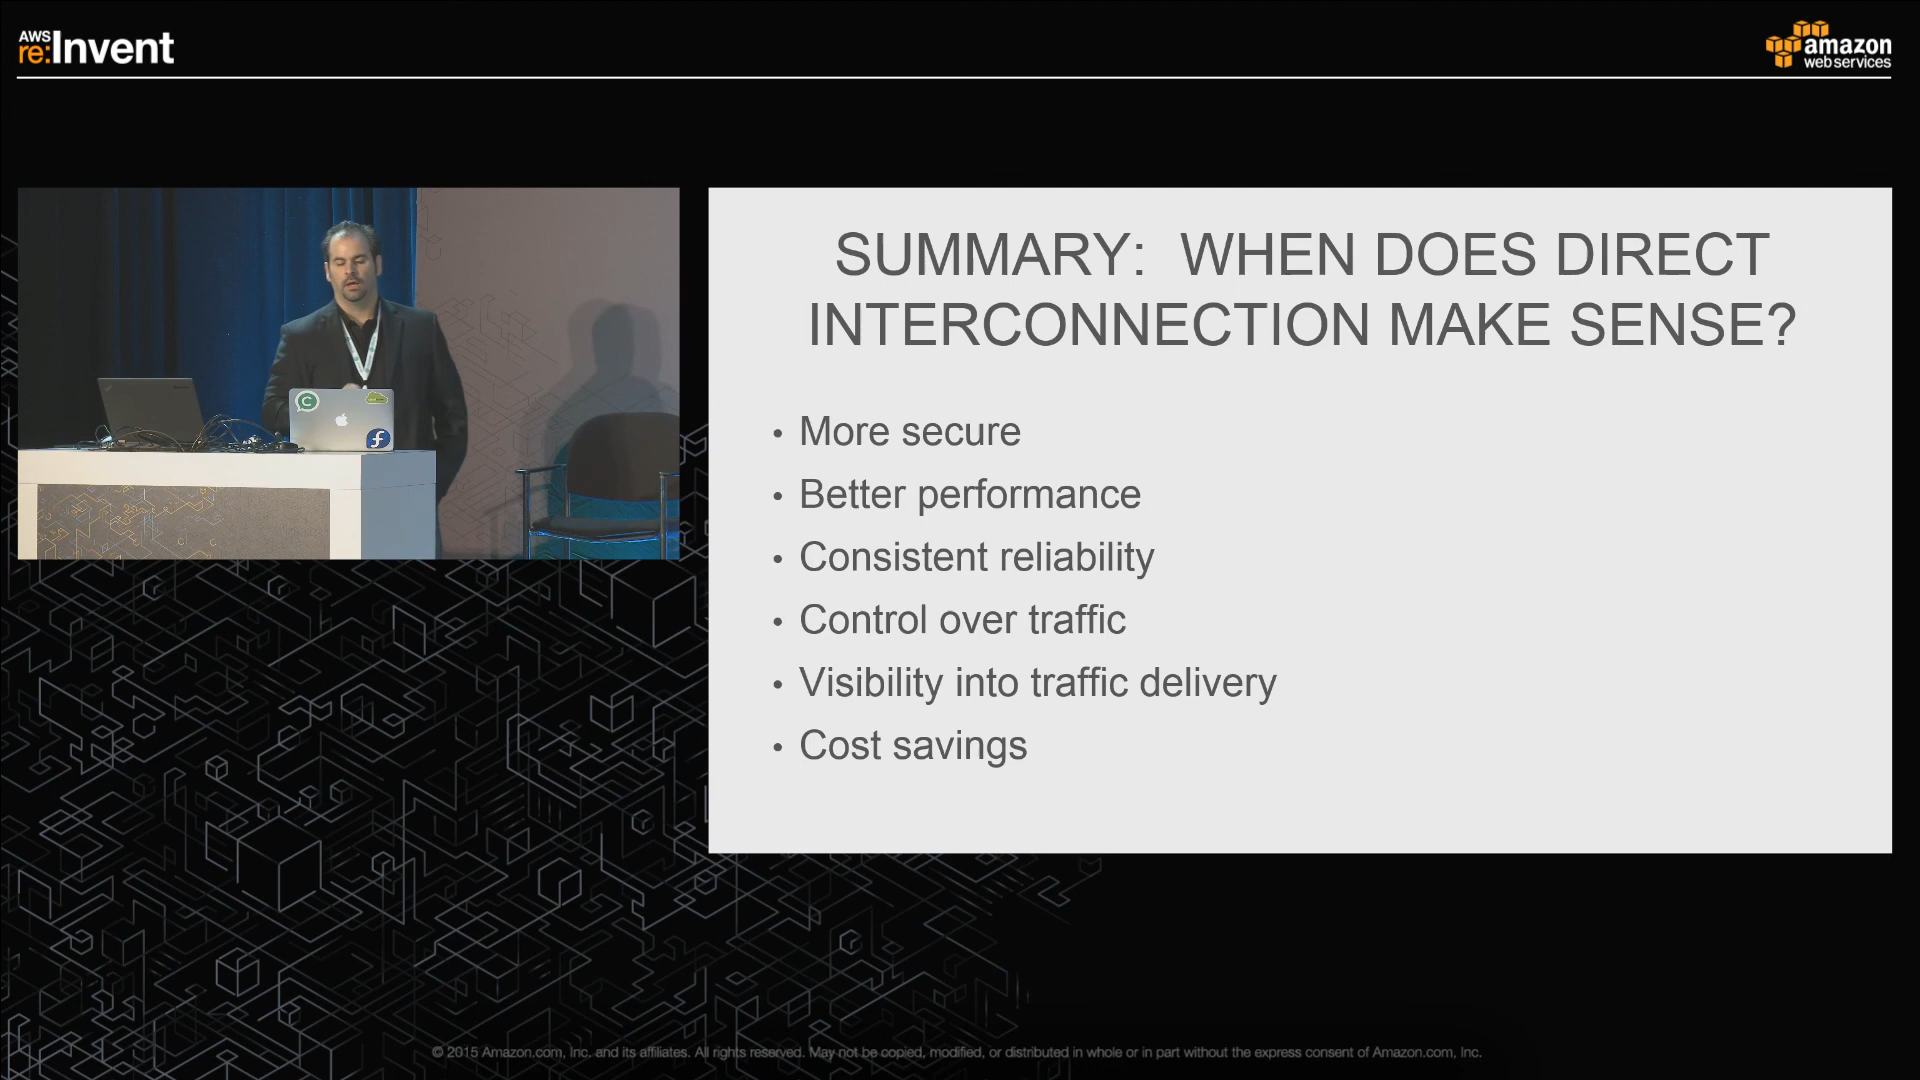 AWS
re:Invent
amazon
web services
SUMMARY: WHEN DOES DIRECT
INTERCONNECTION MAKE SENSE?
• More secure
• Better performance
• Consistent reliability
• Control over traffic
• Visibility into traffic delivery
• Cost savings
© 2015 Amazon.com, Inc. and its affiliates. All rights reserved. May not be copied, modified, or distributed in whole or in part without the express consent of Amazon.com, Inc.